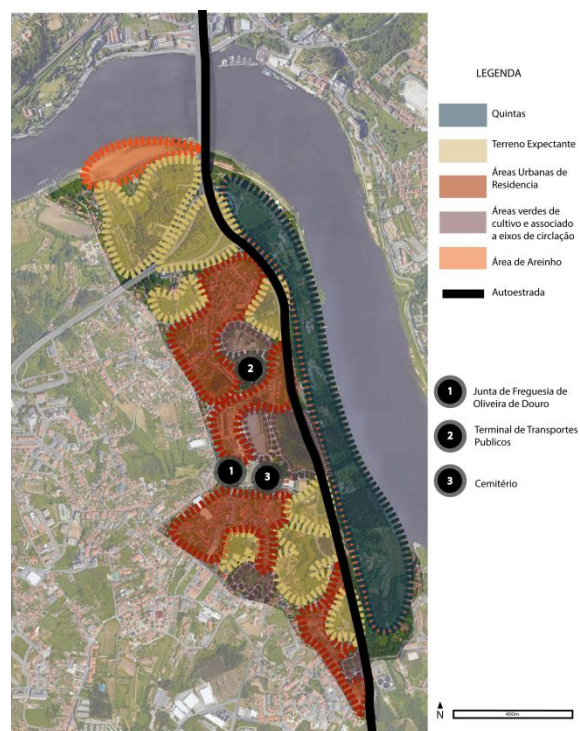 LEGENDA
Quintas
Terreno Expectante
Áreas Urbanas de
Residencia
Áreas verdes de
cultivo e associado
a eixos de circlação
Área de Areinho
Autoestrada
1
Junta de Freguesia de
Oliveira de Douro
2
Terminal de Transportes
Publicos
3
Cemitério
2
1
3
N
400m